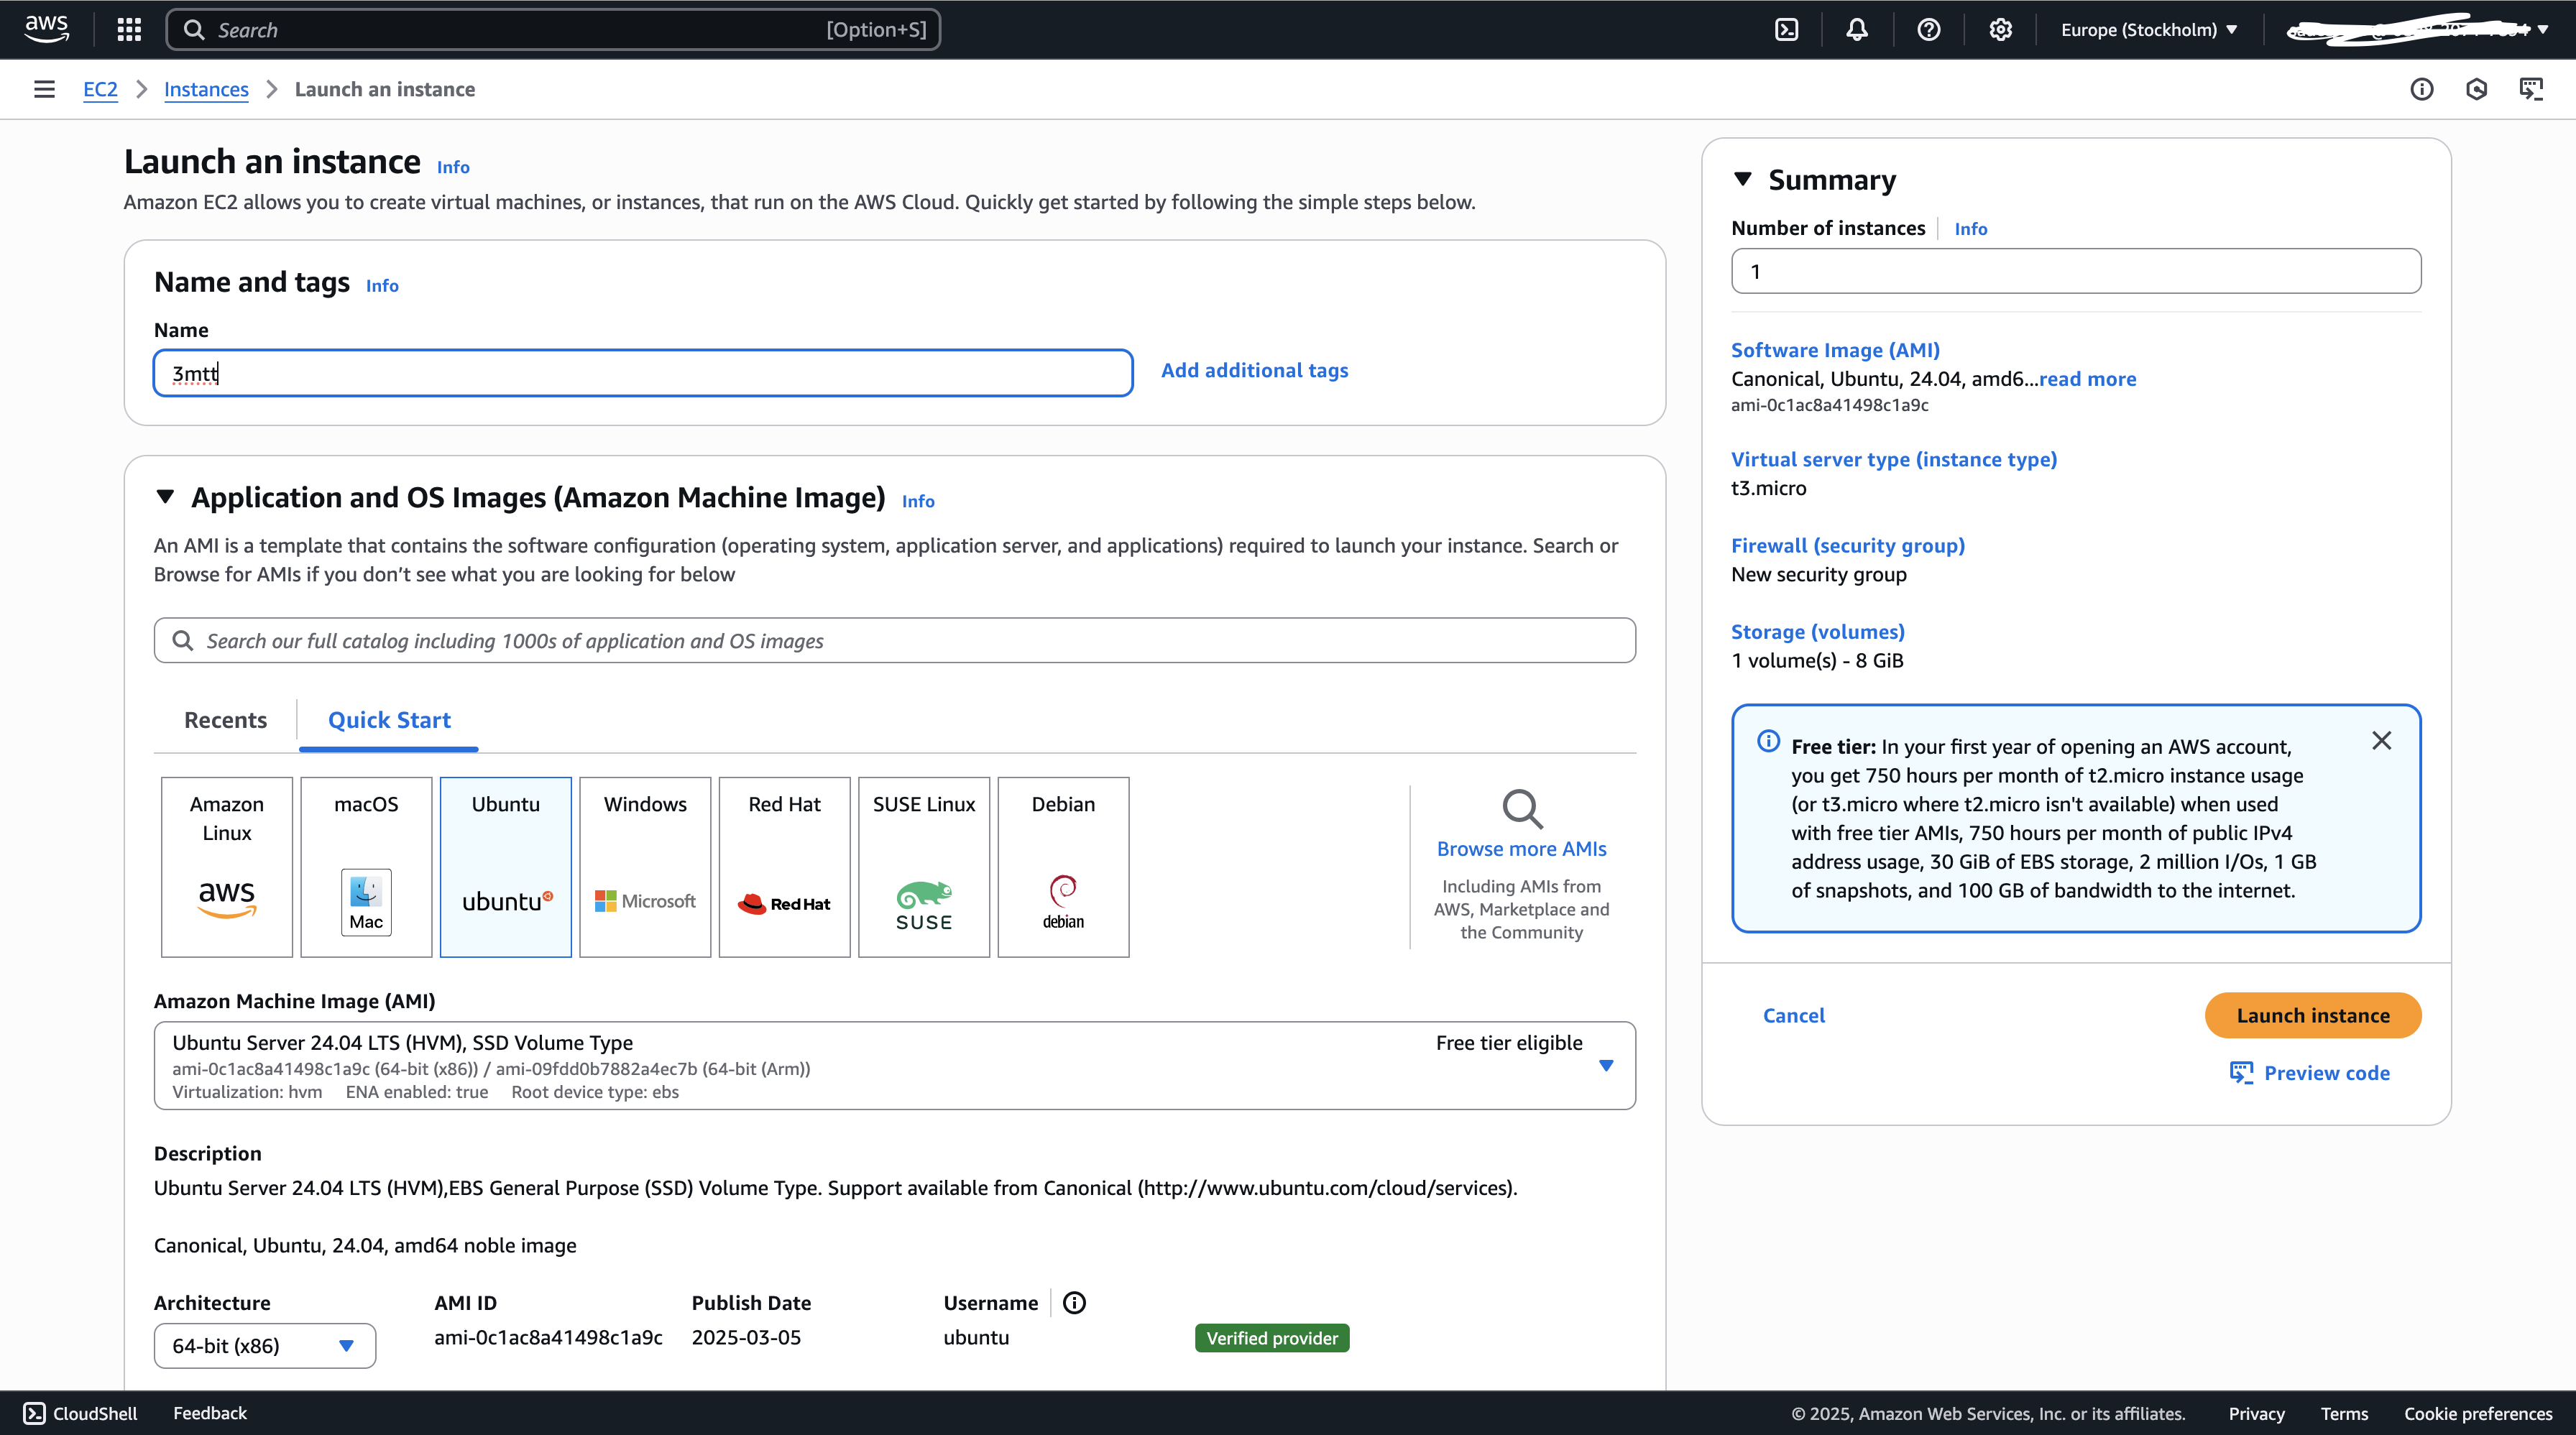 aws
Search [Option+S]
Europe (Stockholm)
EC2 Instances Launch an instance
Launch an instance Info
Amazon EC2 allows you to create virtual machines, or instances, that run on the AWS Cloud. Quickly get started by following the simple steps below.
Name and tags Info
Name
3mtt
Add additional tags
Application and OS Images (Amazon Machine Image) Info
An AMI is a template that contains the software configuration (operating system, application server, and applications) required to launch your instance. Search or
Browse for AMIs if you don’t see what you are looking for below
Search our full catalog including 1000s of application and OS images
Recents Quick Start
Amazon
Linux
aws
macOS
Mac
Ubuntu
ubuntu
Windows
Microsoft
Red Hat
Red Hat
SUSE Linux
SUSE
Debian
debian
Browse more AMIs
Including AMIs from
AWS, Marketplace and
the Community
Amazon Machine Image (AMI)
Ubuntu Server 24.04 LTS (HVM), SSD Volume Type Free tier eligible
ami-0c1ac8a41498c1a9c (64-bit (x86)) / ami-09fdd0b7882a4ec7b (64-bit (Arm))
Virtualization: hvm ENA enabled: true Root device type: ebs
Description
Ubuntu Server 24.04 LTS (HVM),EBS General Purpose (SSD) Volume Type. Support available from Canonical (http://www.ubuntu.com/cloud/services).
Canonical, Ubuntu, 24.04, amd64 noble image
Architecture AMI ID Publish Date Username
64-bit (x86) ami-0c1ac8a41498c1a9c 2025-03-05 ubuntu Verified provider
Summary
Number of instances Info
1
Software Image (AMI)
Canonical, Ubuntu, 24.04, amd6...read more
ami-0c1ac8a41498c1a9c
Virtual server type (instance type)
t3.micro
Firewall (security group)
New security group
Storage (volumes)
1 volume(s) - 8 GiB
Free tier: In your first year of opening an AWS account,
you get 750 hours per month of t2.micro instance usage
(or t3.micro where t2.micro isn't available) when used
with free tier AMIs, 750 hours per month of public IPv4
address usage, 30 GiB of EBS storage, 2 million I/Os, 1 GB
of snapshots, and 100 GB of bandwidth to the internet.
Cancel Launch instance
Preview code
CloudShell Feedback © 2025, Amazon Web Services, Inc. or its affiliates. Privacy Terms Cookie preferences